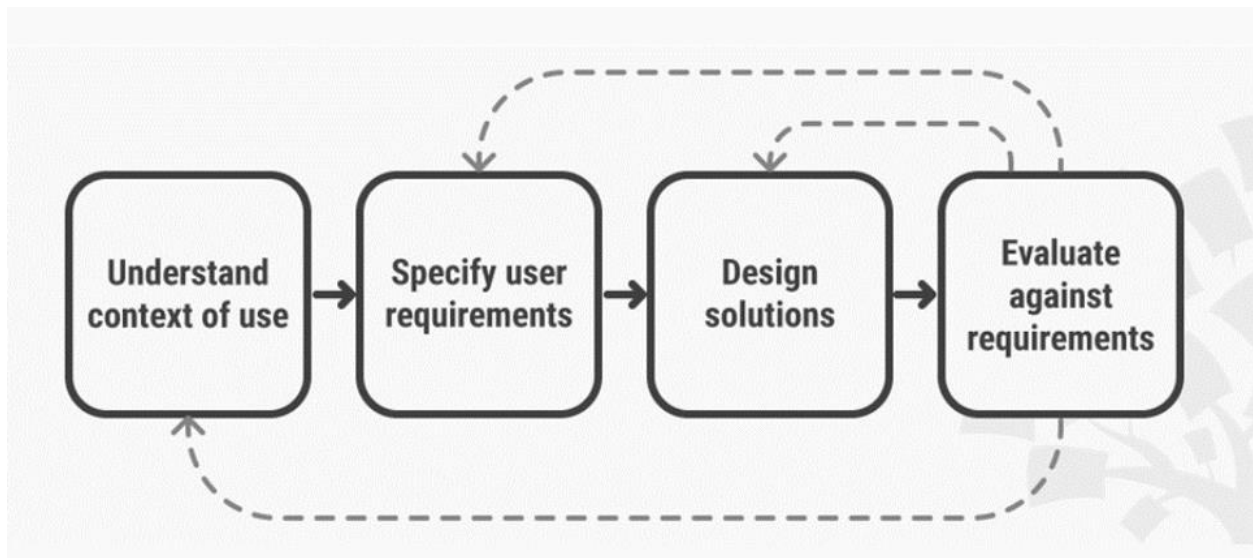 Understand
context of use
Specify user
requirements
Design
solutions
Evaluate
against
requirements